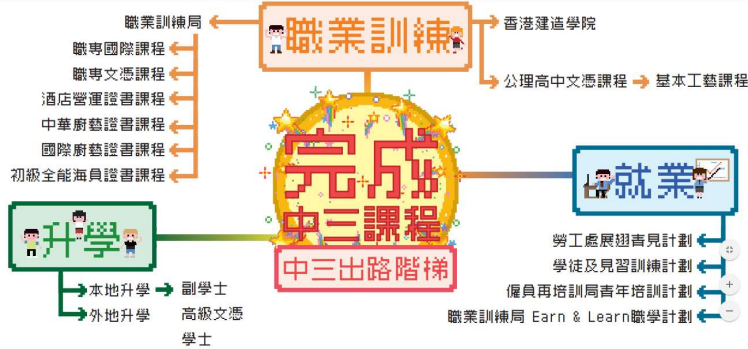 職業訓練
職業訓練局
職專國際課程
職專文憑課程
酒店營運證書課程
中華廚藝證書課程
國際廚藝證書課程
初級全能海員證書課程
香港建造學院
公理高中文憑課程
基本工藝課程
完成
中三課程
中三出路階梯
就業
勞工處展翅青見計劃
學徒及見習訓練計劃
僱員再培訓局青年培訓計劃
職業訓練局 Earn & Learn職學計劃
升學
本地升學
外地升學
副學士
高級文憑
學士